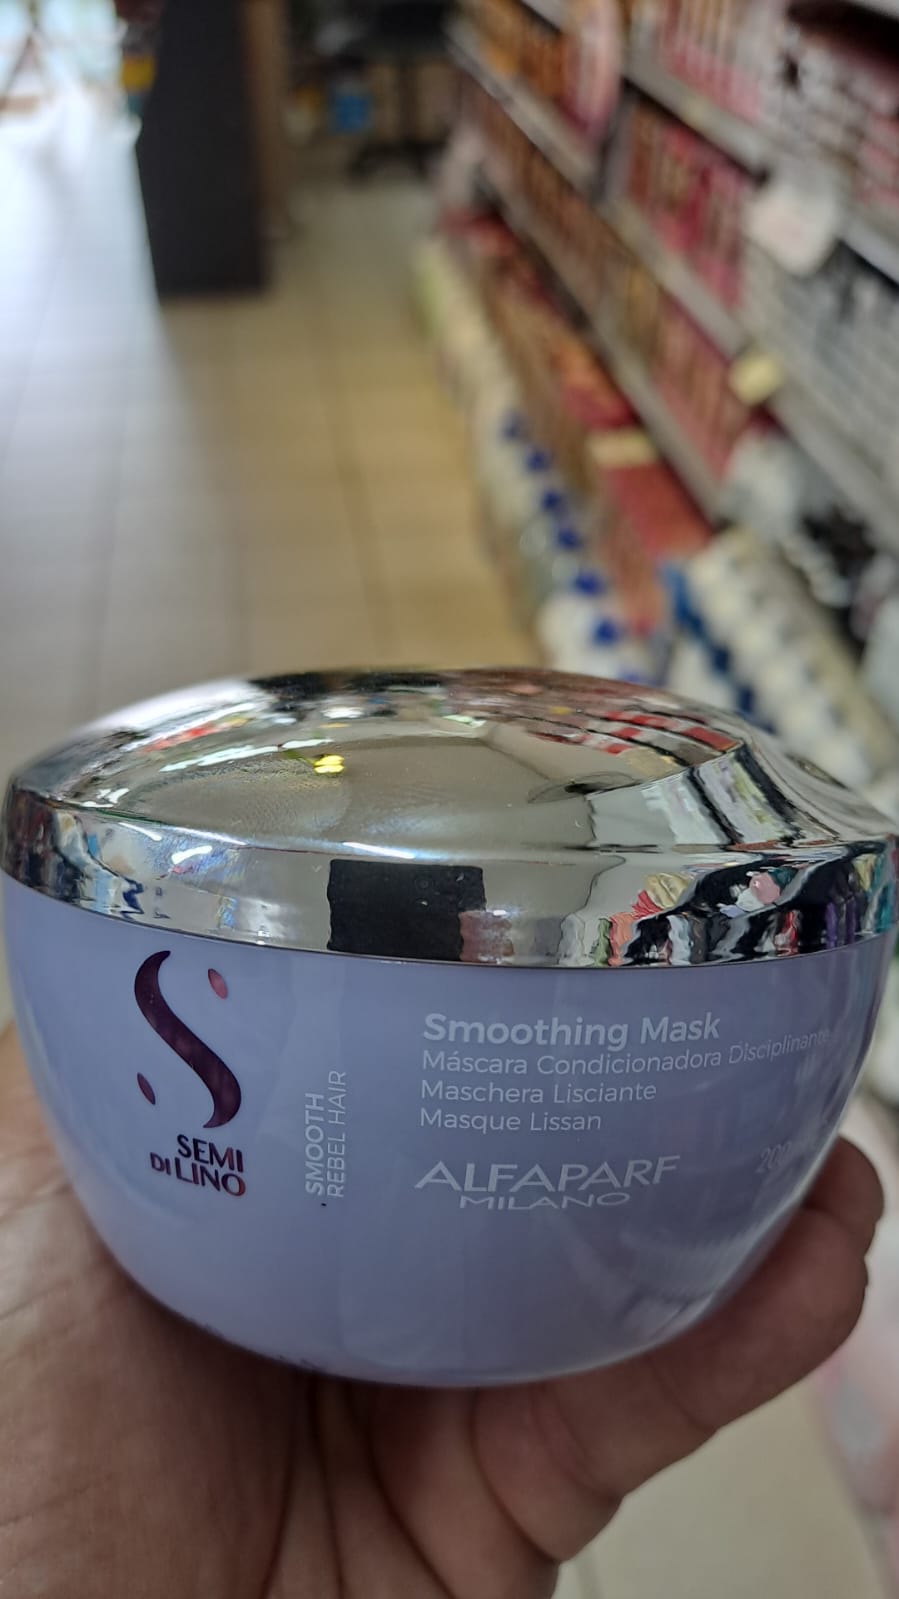 SEMI
DI LINO
SMOOTH
REBEL HAIR
Smoothing Mask
Máscara Condicionadora Disciplinante
Maschera Lisciante
Masque Lissan
ALFAPARF
MILANO